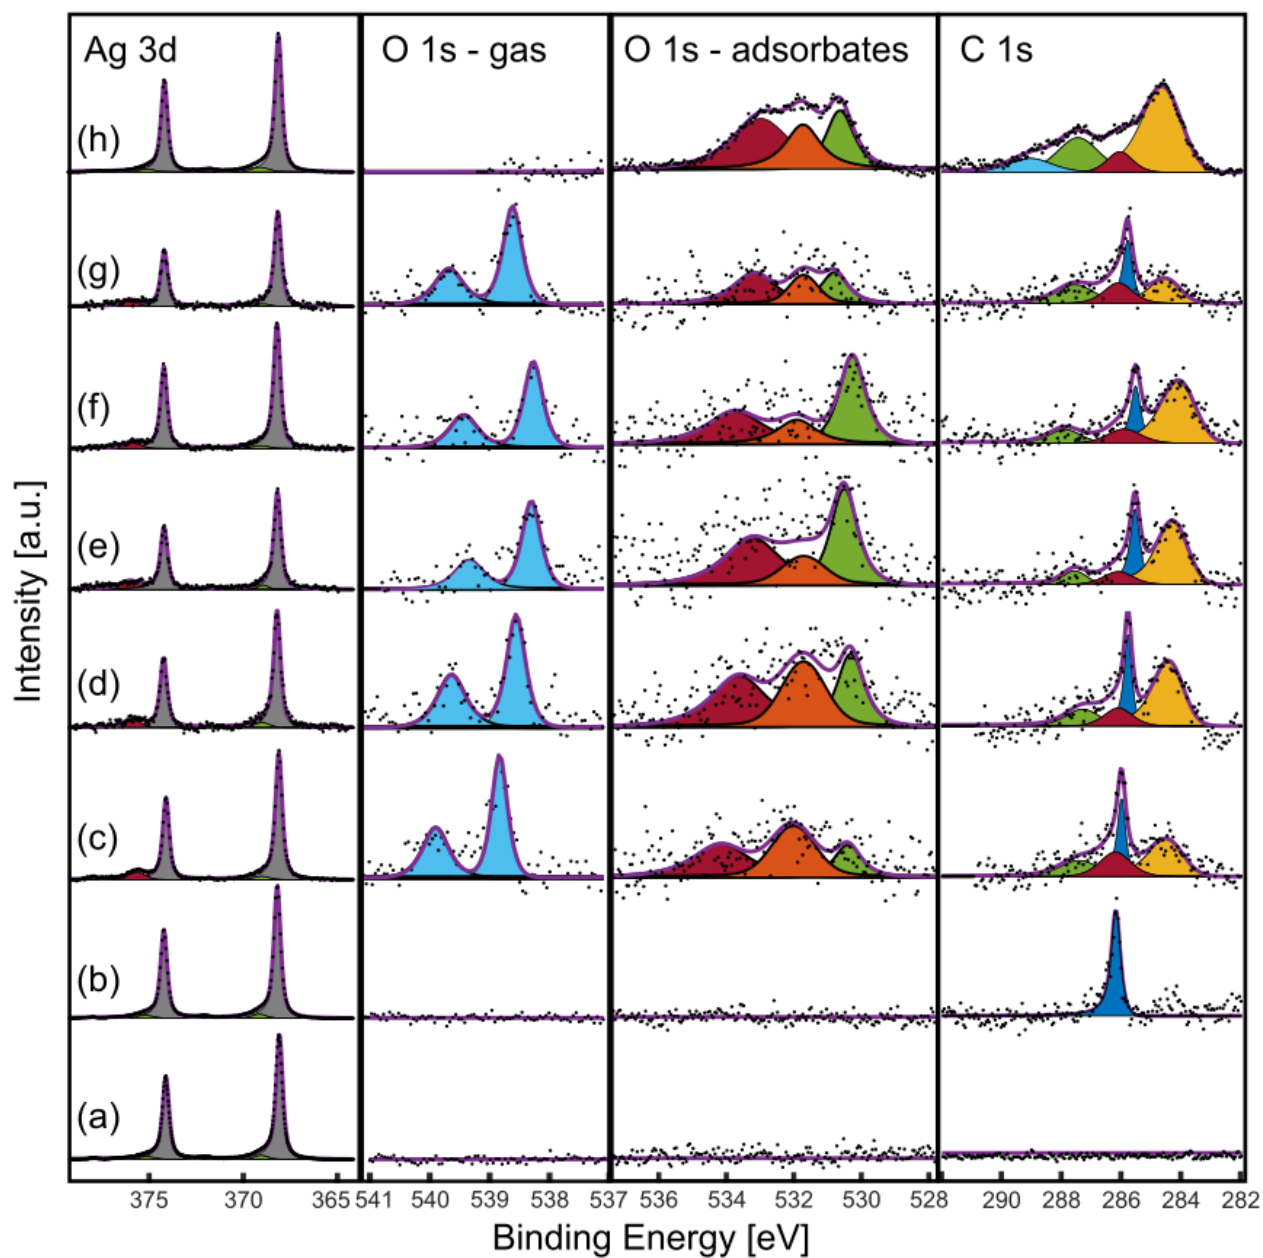 Ag 3d
O 1s - gas
O 1s - adsorbates
C 1s
(h)
(g)
(f)
(e)
(d)
(c)
(b)
(a)
Intensity [a.u.]
375 370 365
541 540 539 538 537
536 534 532 530 528
290 288 286 284 282
Binding Energy [eV]